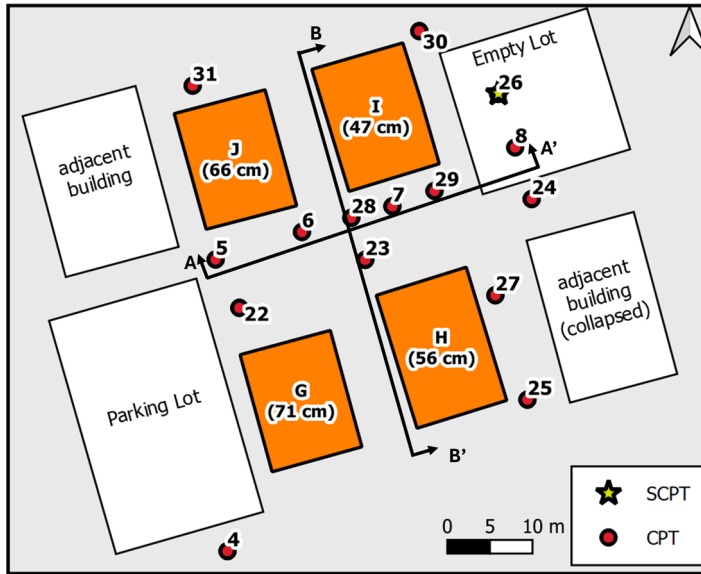 B
30
Empty Lot
31
26
I
(47 cm)
8
A’
adjacent
building
J
(66 cm)
29
7
28
24
6
5
A
23
22
27
adjacent
building
(collapsed)
H
(56 cm)
G
(71 cm)
Parking Lot
25
B’
4
0 5 10 m
SCPT
CPT